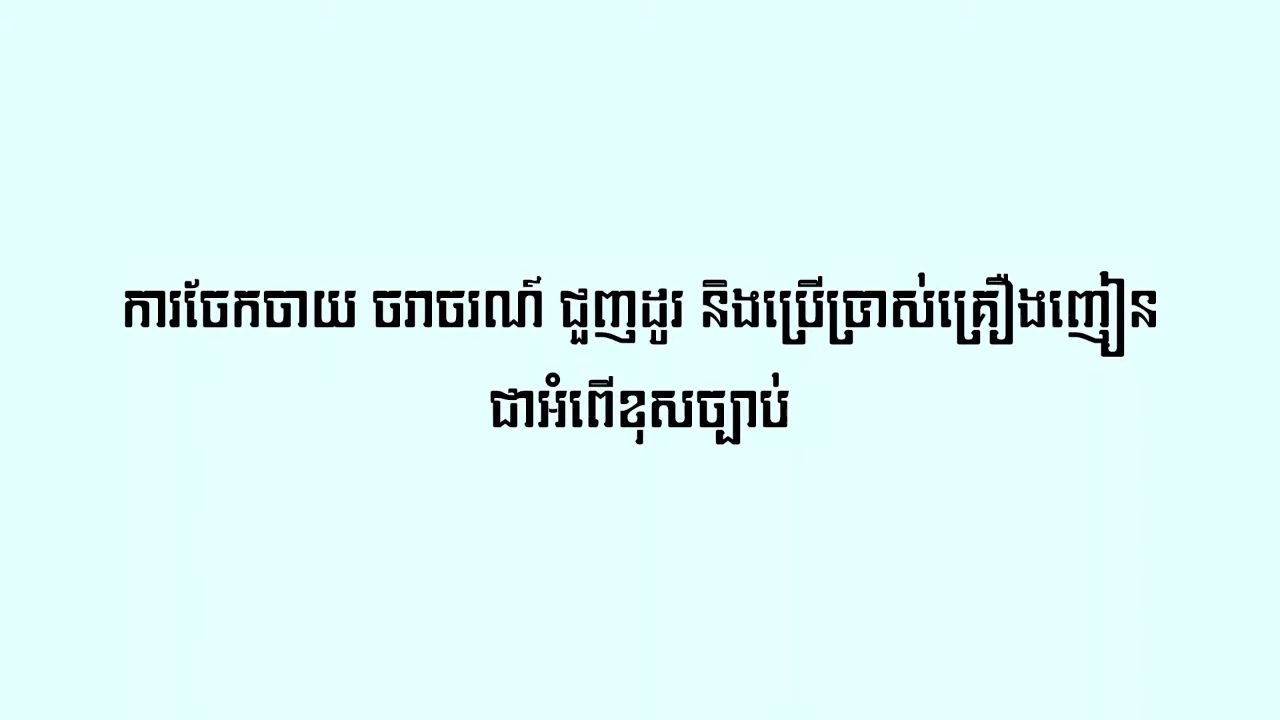 ការចែកចាយ ចរាចរណ៍ ជួញដូរ និងប្រើប្រាស់គ្រឿងញៀន
ជាអំពើខុសច្បាប់